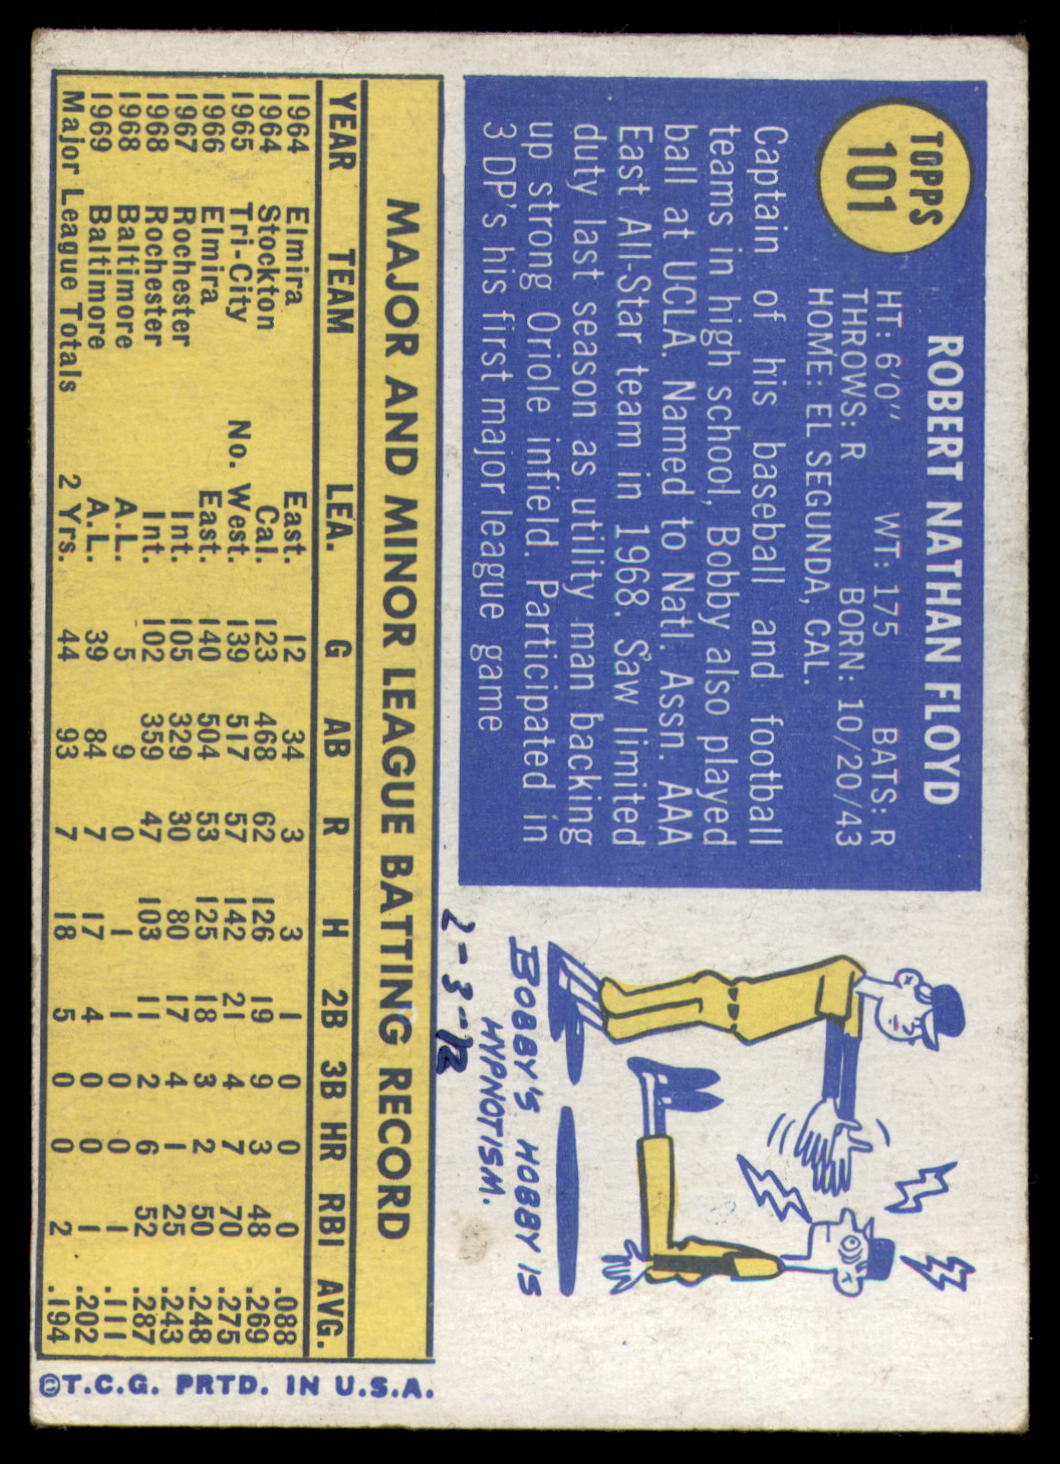 TOPPS
101
ROBERT NATHAN FLOYD
HT: 6'0" WT: 175 BATS: R
THROWS: R BORN: 10/20/43
HOME: EL SEGUNDA, CAL.
Captain of his baseball and football
teams in high school, Bobby also played
ball at UCLA. Named to Natl. Assn. AAA
East All-Star team in 1968. Saw limited
duty last season as utility man backing
up strong Oriole infield. Participated in
3 DP's his first major league game
BOBBY'S HOBBY IS
HYPNOTISM.
2-3-72
MAJOR AND MINOR LEAGUE BATTING RECORD
YEAR TEAM LEA. G AB R H 2B 3B HR RBI AVG.
1964 Elmira East. 12 34 3 3 1 0 0 0 .088
1964 Stockton Cal. 123 468 62 126 19 9 3 48 .269
1965 Tri-City No. West. 139 517 57 142 21 4 7 70 .275
1966 Elmira East. 140 504 53 125 18 3 2 50 .248
1967 Rochester Int. 105 329 30 80 17 4 1 25 .243
1968 Rochester Int. 102 359 47 103 11 2 6 52 .287
1968 Baltimore A.L. 5 9 0 1 1 0 0 1 .111
1969 Baltimore A.L. 39 84 7 17 4 0 0 1 .202
Major League Totals 2 Yrs. 44 93 7 18 5 0 0 2 .194
©T.C.G. PRTD. IN U.S.A.